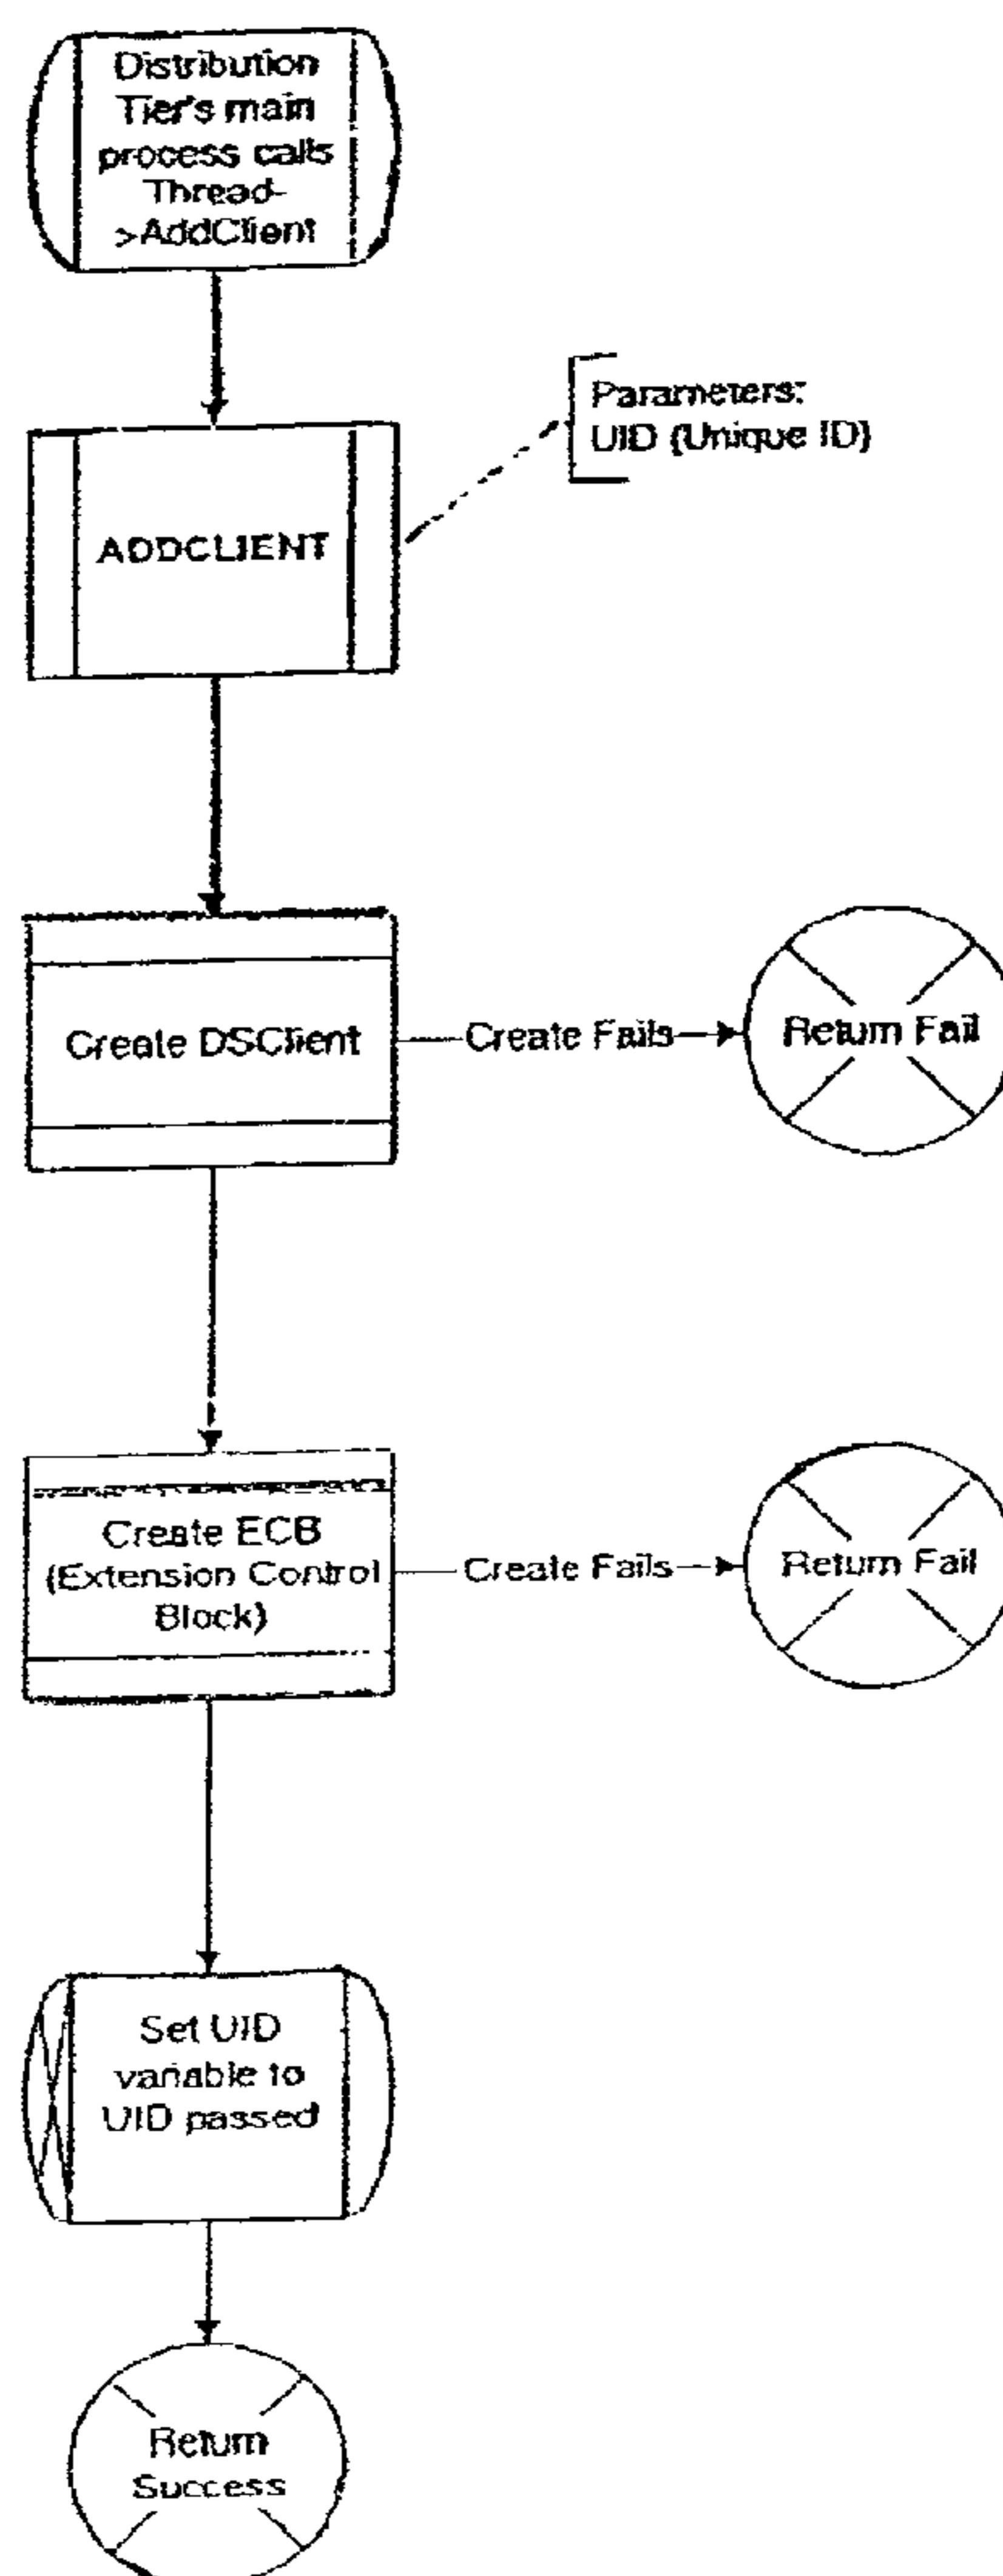 Distribution
Tier's main
process calls
Thread-
>AddClient
Parameters:
UID (Unique ID)
ADDCLIENT
Create DSClient
Create Fails
Return Fail
Create ECB
(Extension Control
Block)
Create Fails
Return Fail
Set UID
variable to
UID passed
Return
Success